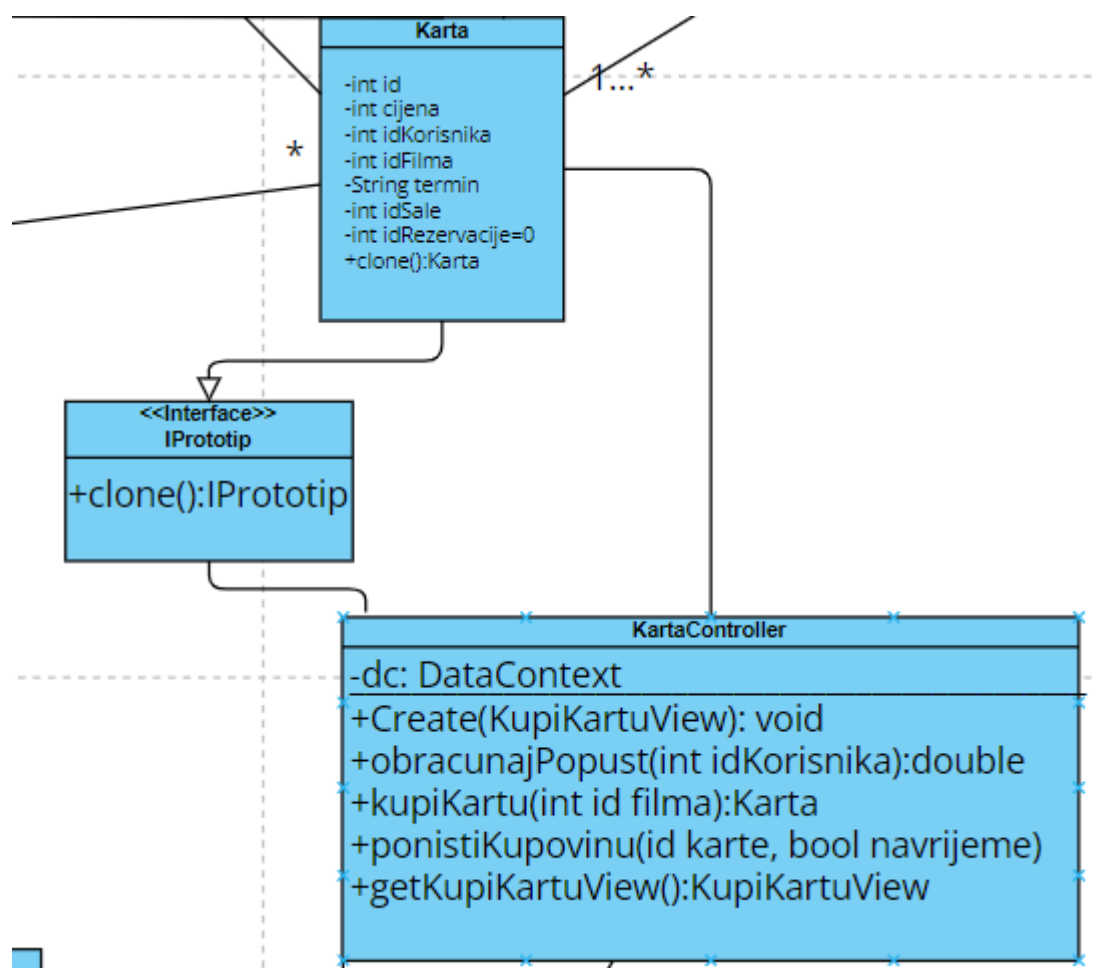 Karta
1...*
-int id
-int cijena
-int idKorisnika
*
-int idFilma
-String termin
-int idSale
-int idRezervacije=0
+clone():Karta
<<Interface>>
IPrototip
+clone():IPrototip
KartaController
-dc: DataContext
+Create(KupiKartuView): void
+obracunajPopust(int idKorisnika):double
+kupiKartu(int id filma):Karta
+ponistiKupovinu(id karte, bool navrijeme)
+getKupiKartuView():KupiKartuView